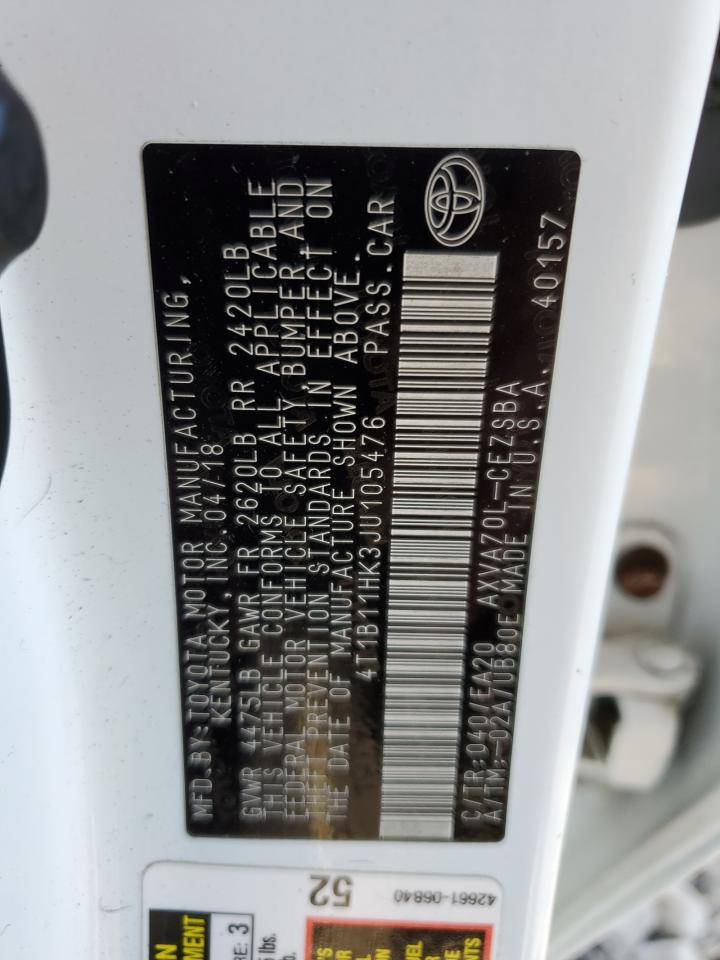 MFD.BY:TOYOTA MOTOR MANUFACTURING,
KENTUCKY,INC. 04/18
GVWR 4475LB GAWR FR 2620LB RR 2420LB
THIS VEHICLE CONFORMS TO ALL APPLICABLE
FEDERAL MOTOR VEHICLE SAFETY,BUMPER,AND
THEFT PREVENTION STANDARDS IN EFFECT ON
THE DATE OF MANUFACTURE SHOWN ABOVE.
4T1B11HK3JU105476 PASS.CAR
C/TR:040/EA20 AXVA70L-CEZSBA
A/TM:-02A/UB80E MADE IN U.S.A. 40157
52
42661-06840